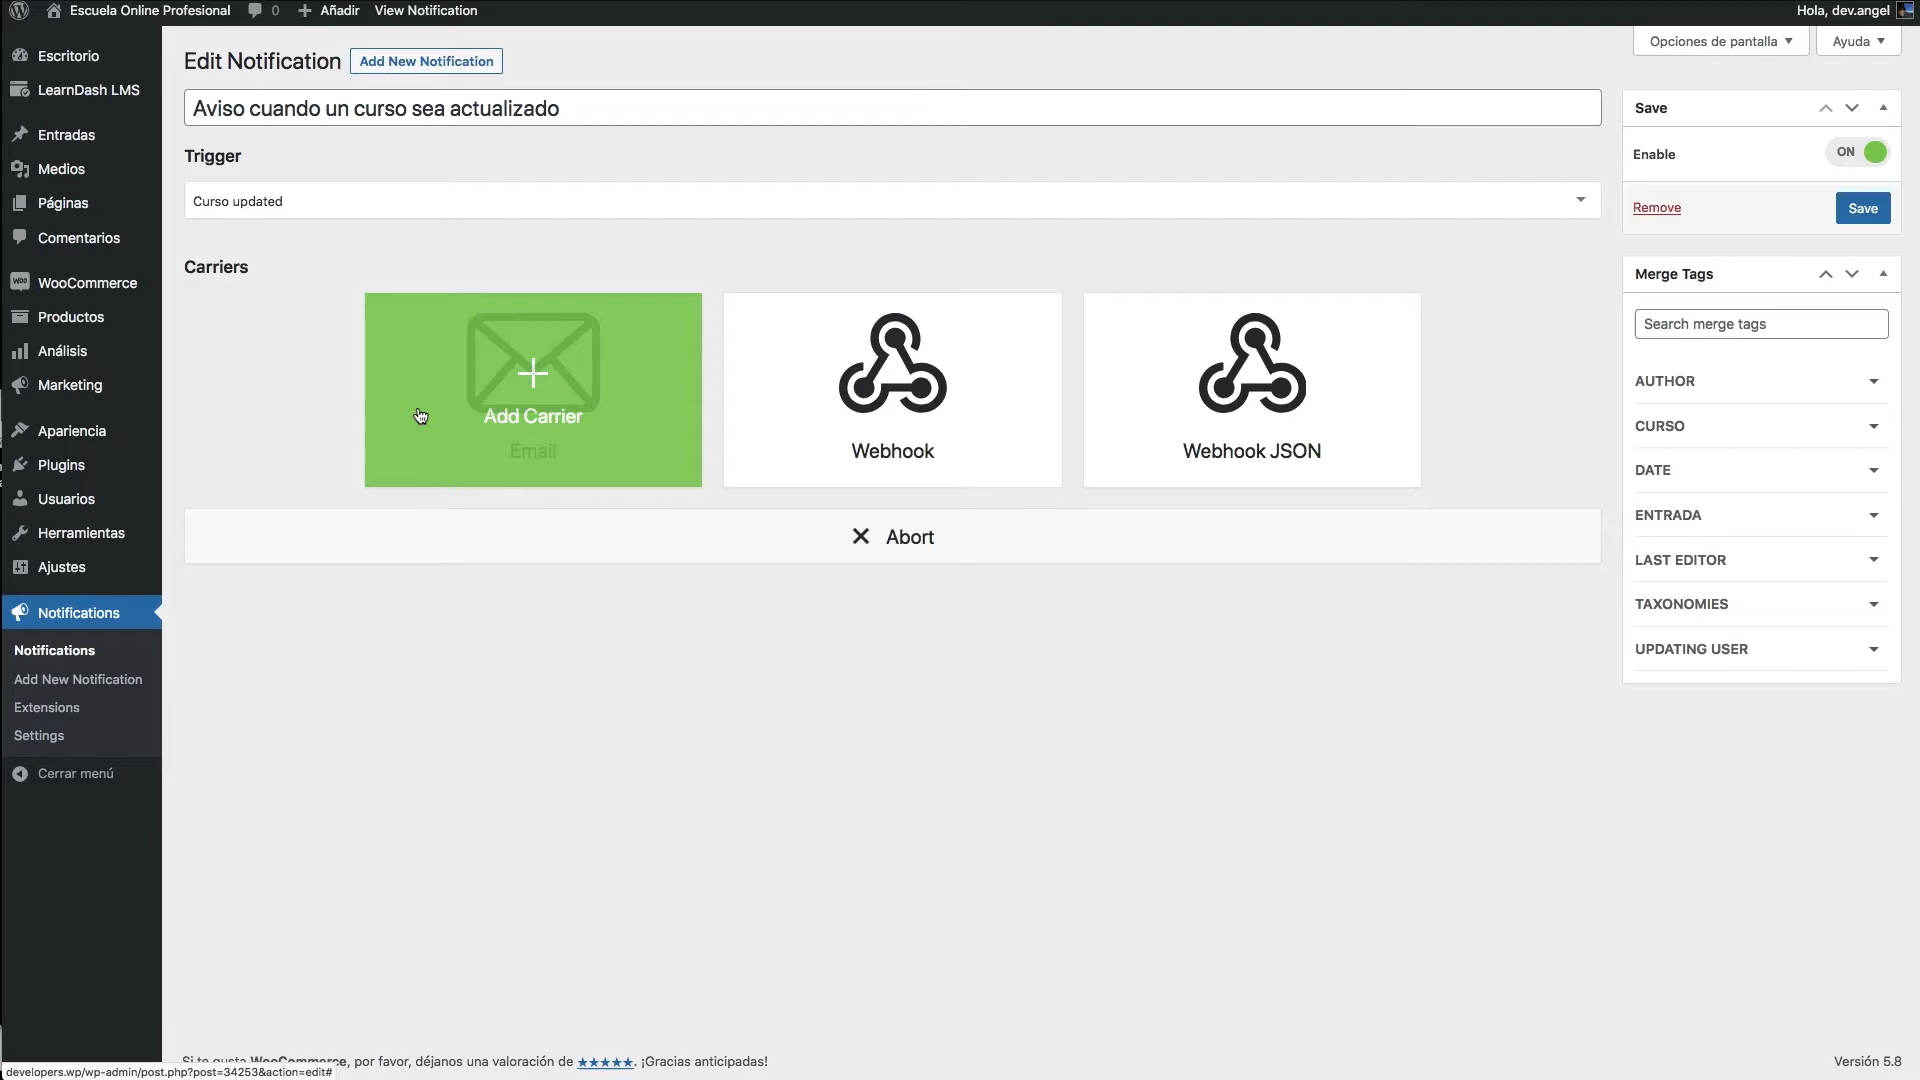 Escuela Online Profesional
0
Añadir
View Notification
Hola, dev.angel
Escritorio
LearnDash LMS
Entradas
Medios
Páginas
Comentarios
WooCommerce
Productos
Análisis
Marketing
Apariencia
Plugins
Usuarios
Herramientas
Ajustes
Notifications
Notifications
Add New Notification
Extensions
Settings
Cerrar menú
Opciones de pantalla
Ayuda
Edit Notification
Add New Notification
Aviso cuando un curso sea actualizado
Trigger
Curso updated
Carriers
Add Carrier
Email
Webhook
Webhook JSON
Abort
Save
Enable
ON
Remove
Save
Merge Tags
Search merge tags
AUTHOR
CURSO
DATE
ENTRADA
LAST EDITOR
TAXONOMIES
UPDATING USER
Si te gusta WooCommerce, por favor, déjanos una valoración de ★★★★★. ¡Gracias anticipadas!
Versión 5.8
developers.wp/wp-admin/post.php?post=34253&action=edit#